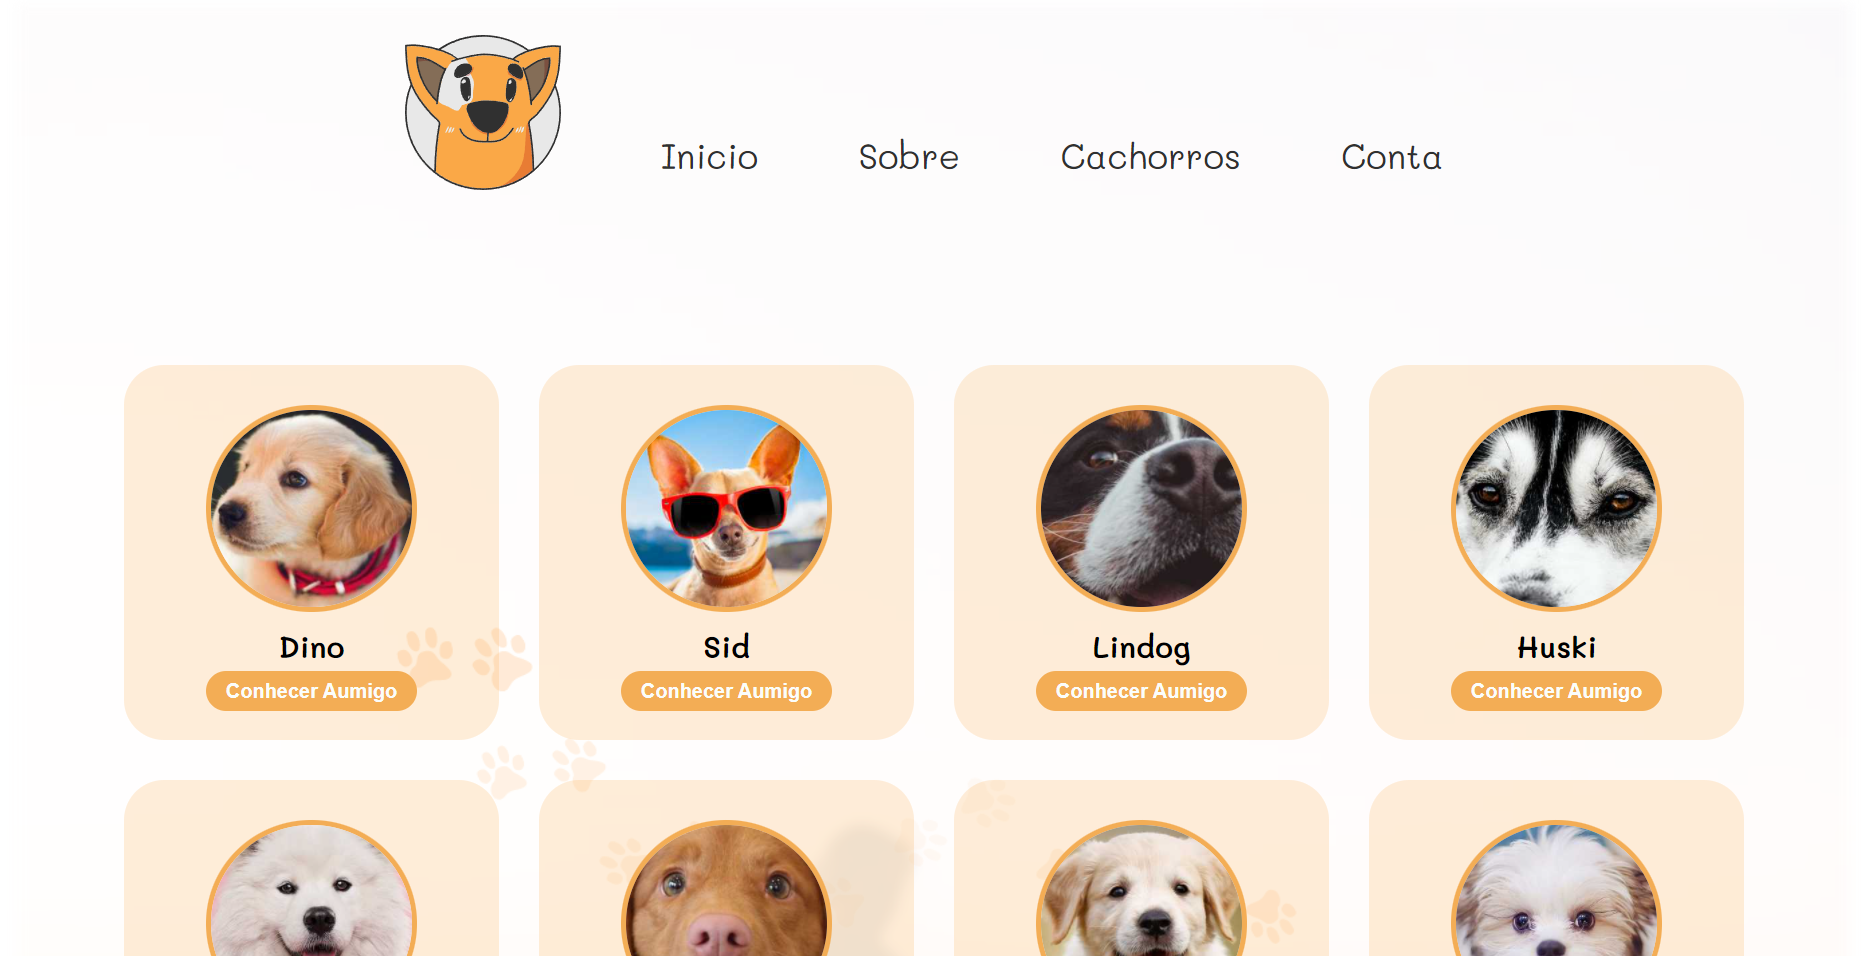 Inicio Sobre Cachorros Conta
Dino Sid Lindog Huski
Conhecer Aumigo Conhecer Aumigo Conhecer Aumigo Conhecer Aumigo